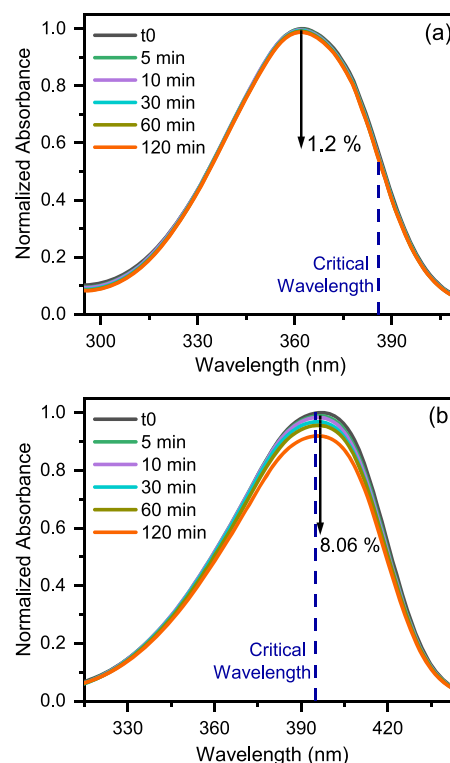 (a)
1.0
0.8
0.6
0.4
0.2
0.0
Normalized Absorbance
t0
5 min
10 min
30 min
60 min
120 min
1.2 %
Critical
Wavelength
300
330
360
390
Wavelength (nm)
(b
1.0
0.8
0.6
0.4
0.2
0.0
Normalized Absorbance
t0
5 min
10 min
30 min
60 min
120 min
8.06 %
Critical
Wavelength
330
360
390
420
Wavelength (nm)